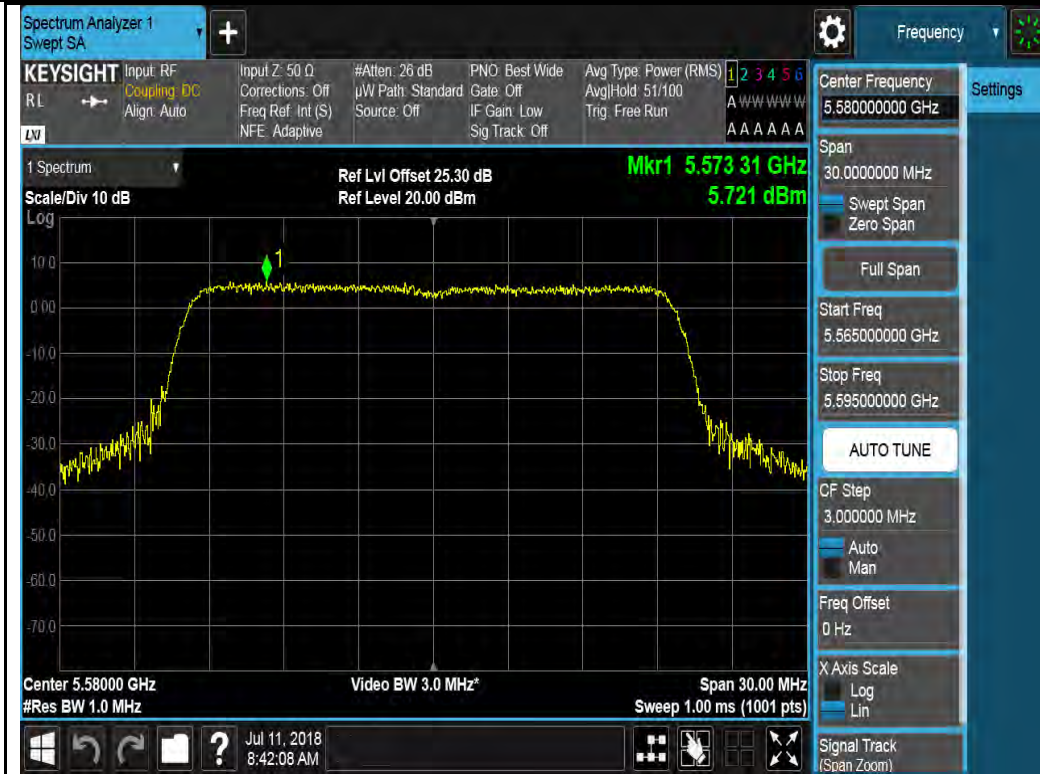 Spectrum Analyzer 1
Swept SA
+
Frequency
KEYSIGHT
RL
LXI
Input: RF
Coupling: DC
Align: Auto
Input Z: 50 Ω
Corrections: Off
Freq Ref: Int (S)
NFE: Adaptive
#Atten: 26 dB
µW Path: Standard
Source: Off
PNO: Best Wide
Gate: Off
IF Gain: Low
Sig Track: Off
Avg Type: Power (RMS)
Avg|Hold: 51/100
Trig: Free Run
1 2 3 4 5 6
A W W W W W
A A A A A A
1 Spectrum
Scale/Div 10 dB
Ref Lvl Offset 25.30 dB
Ref Level 20.00 dBm
Mkr1 5.573 31 GHz
5.721 dBm
Log
1
10.0
0.00
-10.0
-20.0
-30.0
-40.0
-50.0
-60.0
-70.0
Center 5.58000 GHz
#Res BW 1.0 MHz
Video BW 3.0 MHz*
Span 30.00 MHz
Sweep 1.00 ms (1001 pts)
?
Jul 11, 2018
8:42:08 AM
Center Frequency
5.580000000 GHz
Span
30.0000000 MHz
Swept Span
Zero Span
Full Span
Start Freq
5.565000000 GHz
Stop Freq
5.595000000 GHz
AUTO TUNE
CF Step
3.000000 MHz
Auto
Man
Freq Offset
0 Hz
X Axis Scale
Log
Lin
Signal Track
(Span Zoom)
Settings